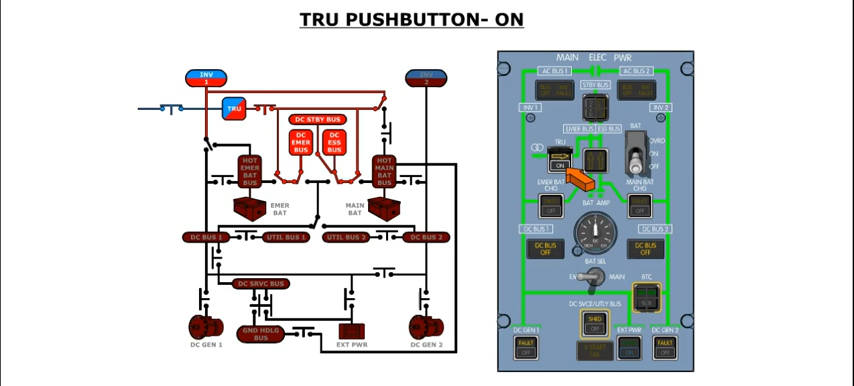 TRU PUSHBUTTON- ON
INV
1
INV
2
TRU
DC STBY BUS
DC
EMER
BUS
DC
ESS
BUS
HOT
EMER
BAT
BUS
HOT
MAIN
BAT
BUS
EMER
BAT
MAIN
BAT
DC BUS 1
UTIL BUS 1
UTIL BUS 2
DC BUS 2
DC SRVC BUS
GND HDLG
BUS
DC GEN 1
EXT PWR
DC GEN 2
MAIN ELEC PWR
AC BUS 1
AC BUS 2
STBY BUS
INV 1
INV 2
EMER BUS
ESS BUS
BAT
OVRD
ON
OFF
TRU
ON
EMER BAT
CHG
MAIN BAT
CHG
OFF
OFF
BAT AMP
DC
DC BUS 1
DC BUS 2
DC BUS
OFF
DC BUS
OFF
BAT SEL
MAIN
BTC
DC SVCE/UTLY BUS
SHED
OFF
DC GEN 1
EXT PWR
DC GEN 2
FAULT
OFF
ON
FAULT
OFF